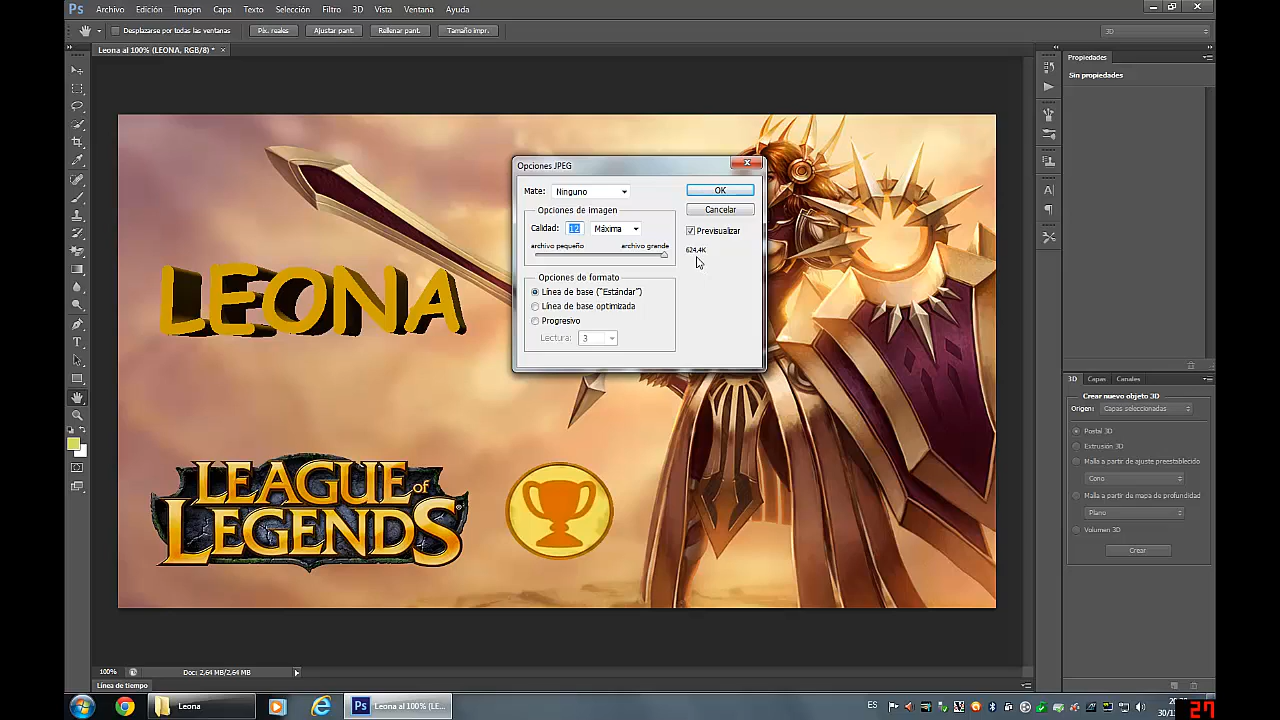 Ps Archivo Edición Imagen Capa Texto Selección Filtro 3D Vista Ventana Ayuda
Desplazarse por todas las ventanas Píx. reales Ajustar pant. Rellenar pant. Tamaño impr. 3D
Leona al 100% (LEONA, RGB/8) * ×
Propiedades
Sin propiedades
Opciones JPEG
Mate: Ninguno
OK
Cancelar
Opciones de imagen
Calidad: 12 Máxima
Previsualizar
archivo pequeño archivo grande
624,4K
Opciones de formato
Línea de base ("Estándar")
Línea de base optimizada
Progresivo
Lectura: 3
LEONA
LEAGUE of
LEGENDS
3D Capas Canales
Crear nuevo objeto 3D
Origen: Capas seleccionadas
Postal 3D
Extrusión 3D
Malla a partir de ajuste preestablecido
Cono
Malla a partir de mapa de profundidad
Plano
Volumen 3D
Crear
100% Doc: 2,64 MB/2,64 MB
Línea de tiempo
Leona
Leona al 100% (LE...
ES
27